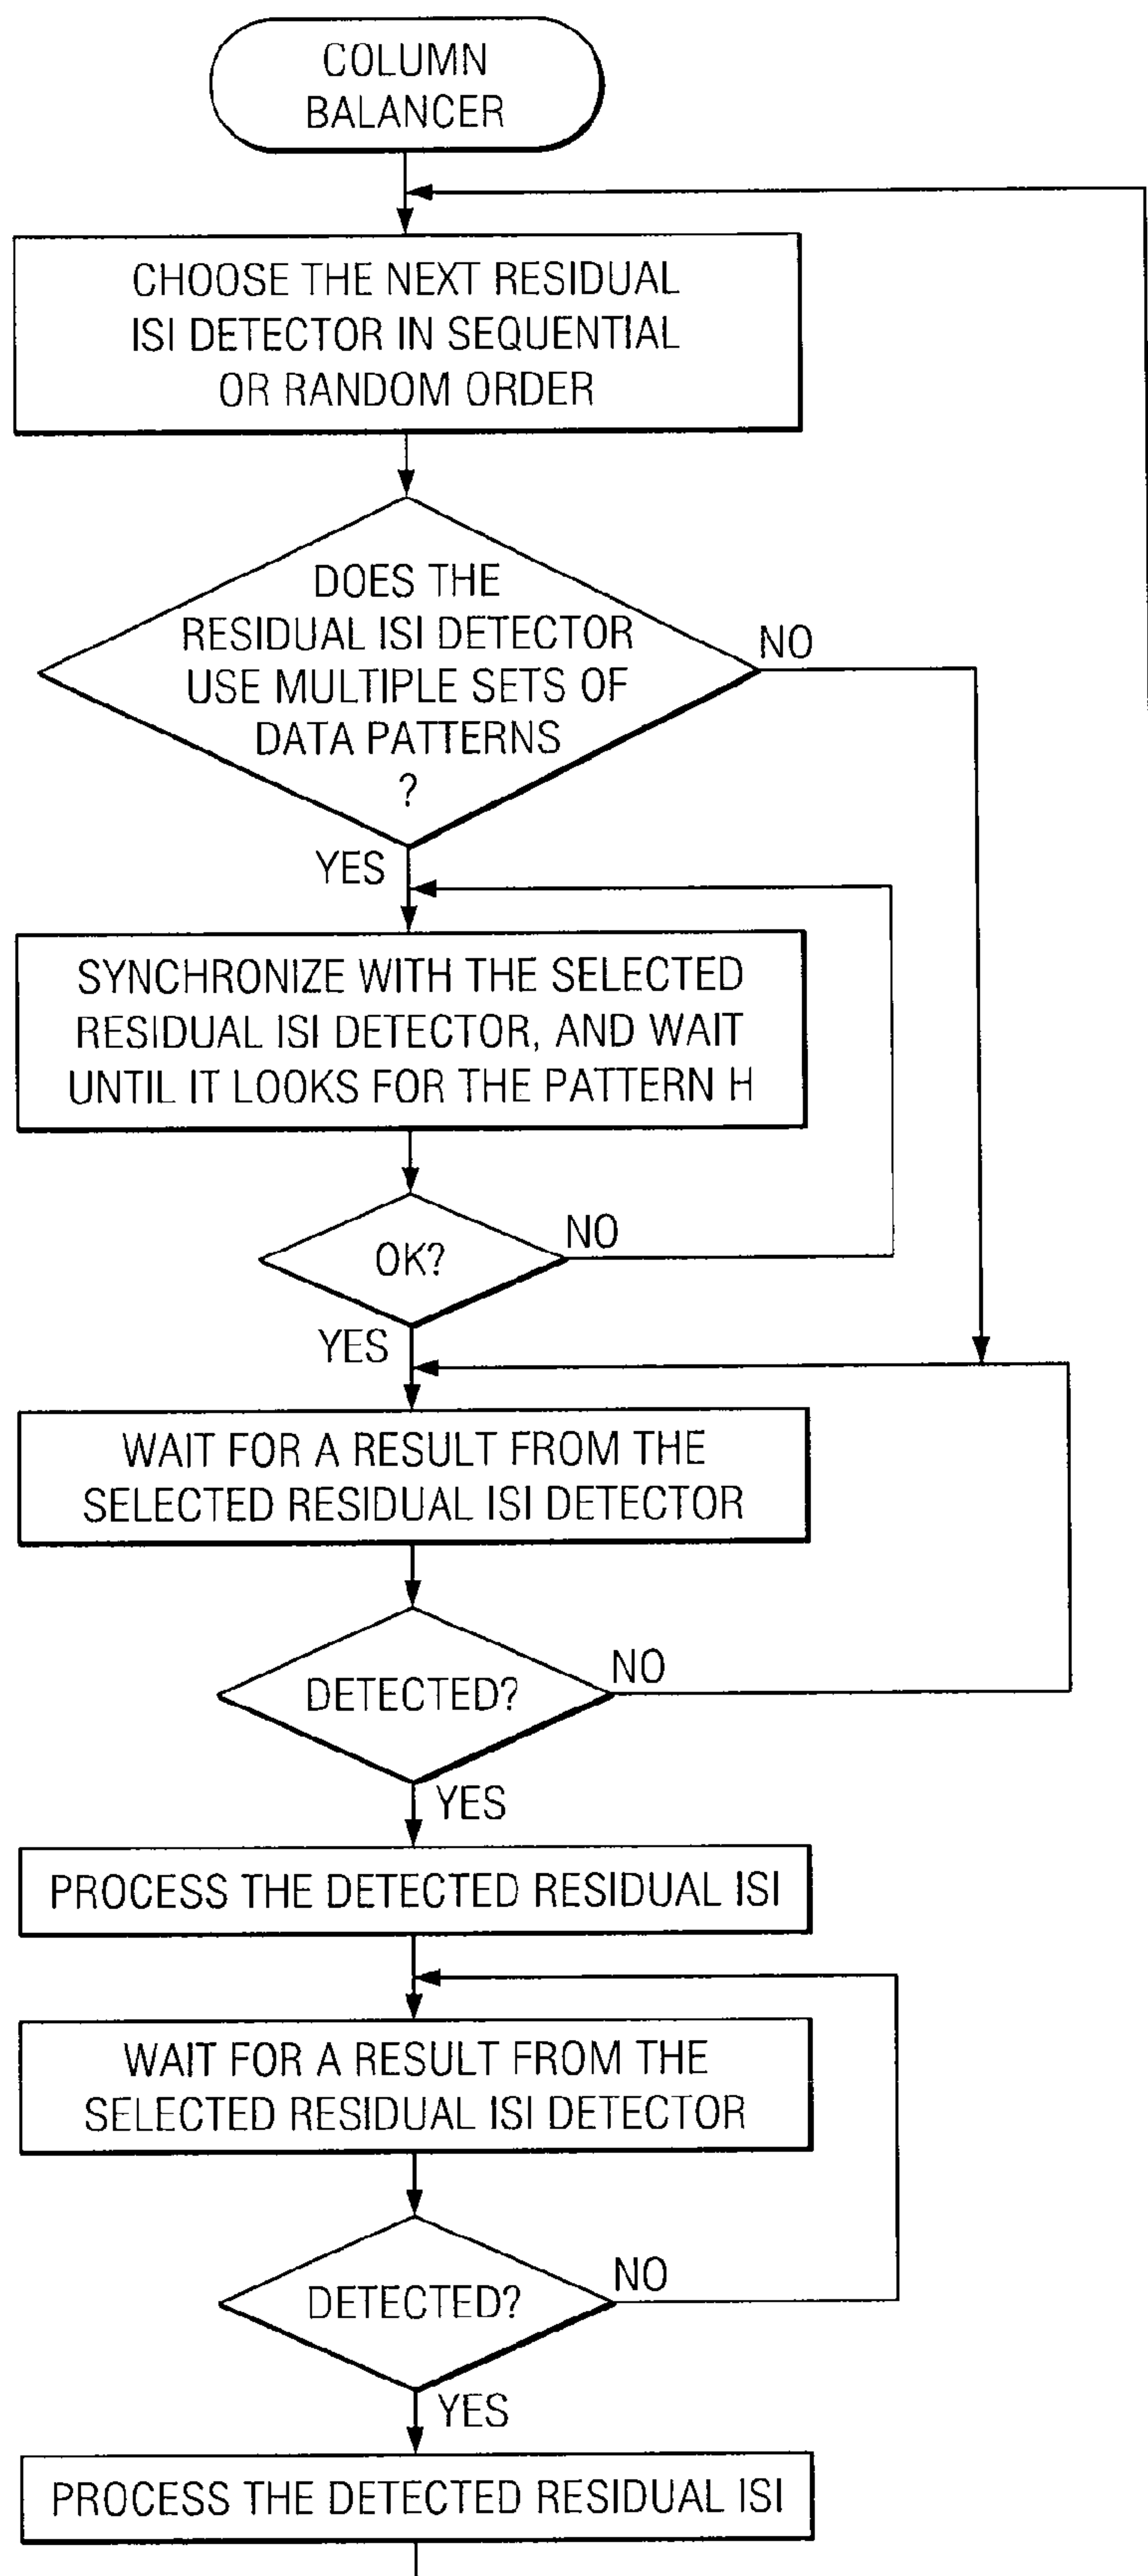 COLUMN
BALANCER
CHOOSE THE NEXT RESIDUAL
ISI DETECTOR IN SEQUENTIAL
OR RANDOM ORDER
DOES THE
RESIDUAL ISI DETECTOR
USE MULTIPLE SETS OF
DATA PATTERNS
?
NO
YES
SYNCHRONIZE WITH THE SELECTED
RESIDUAL ISI DETECTOR, AND WAIT
UNTIL IT LOOKS FOR THE PATTERN H
OK?
NO
YES
WAIT FOR A RESULT FROM THE
SELECTED RESIDUAL ISI DETECTOR
DETECTED?
NO
YES
PROCESS THE DETECTED RESIDUAL ISI
WAIT FOR A RESULT FROM THE
SELECTED RESIDUAL ISI DETECTOR
DETECTED?
NO
YES
PROCESS THE DETECTED RESIDUAL ISI